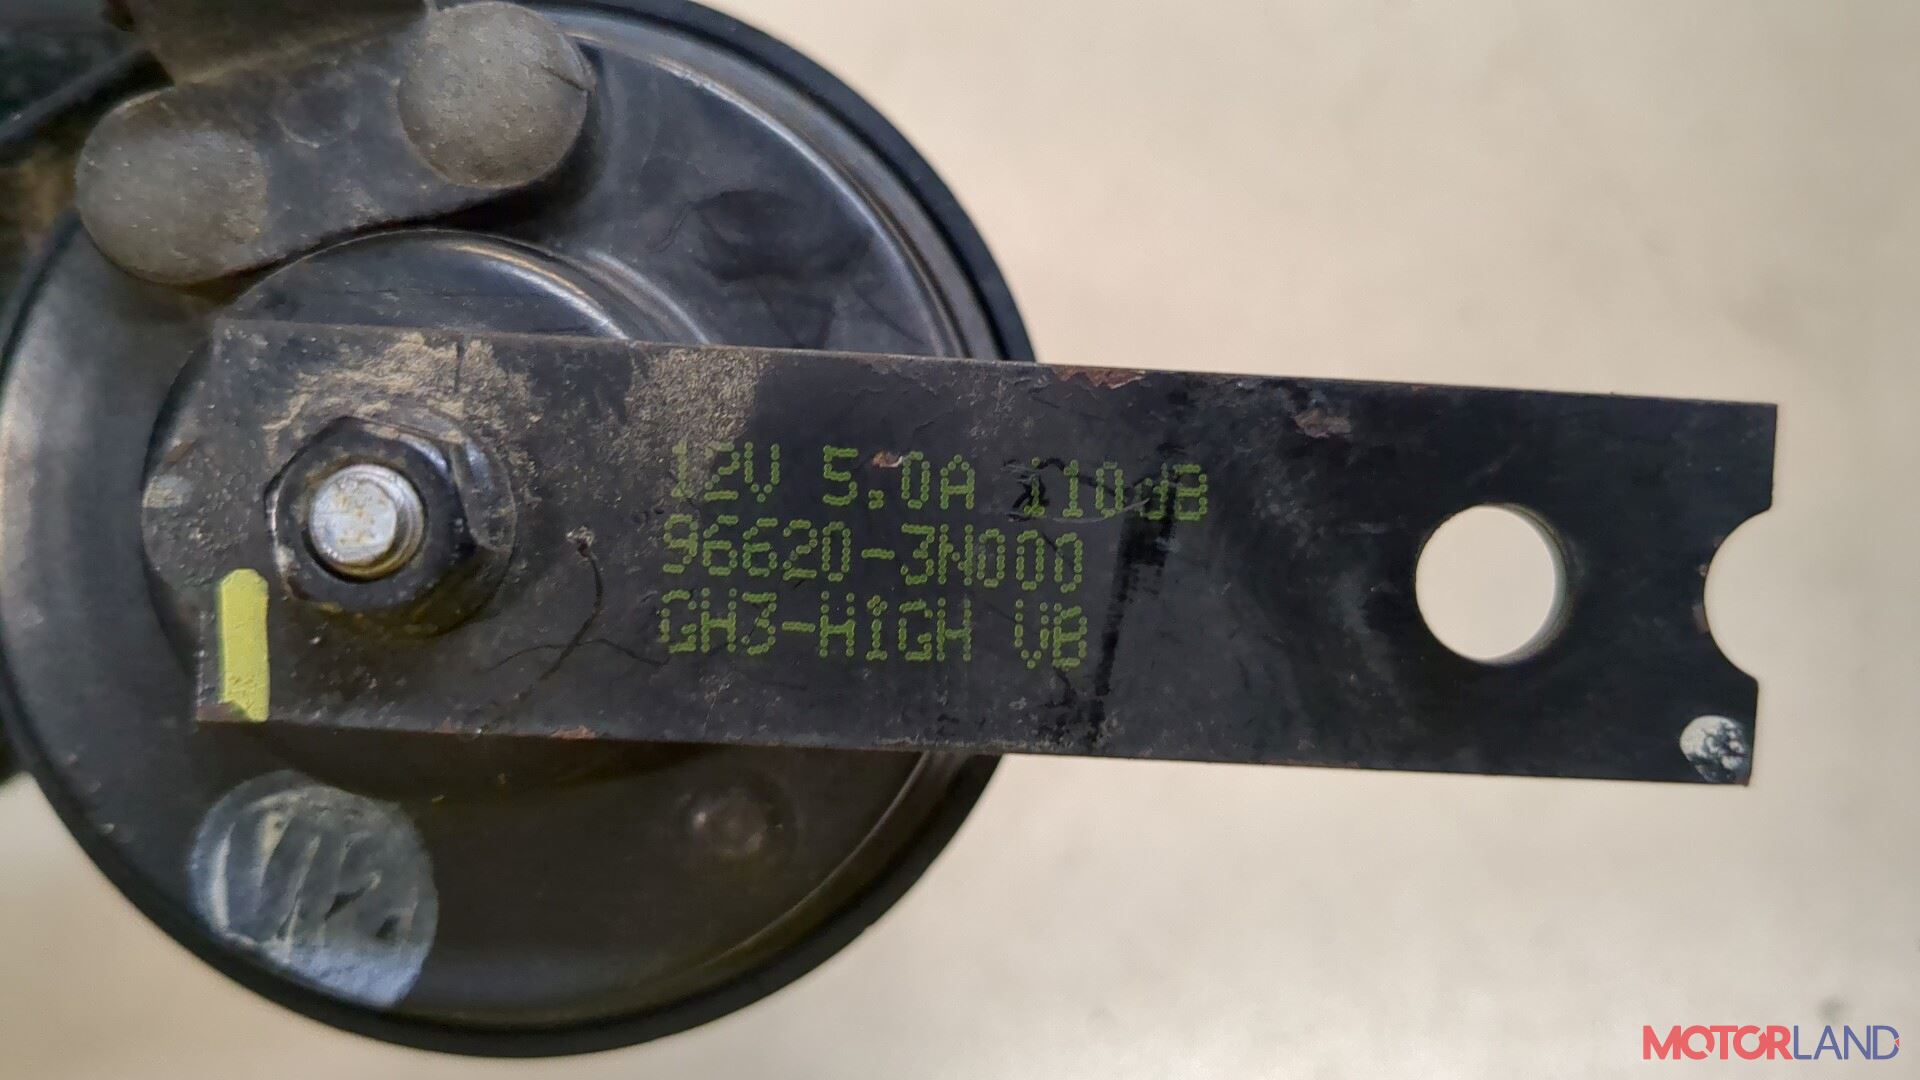 12V 5.0A 110dB
96620-3N000
GH3-HIGH VB
MOTORLAND